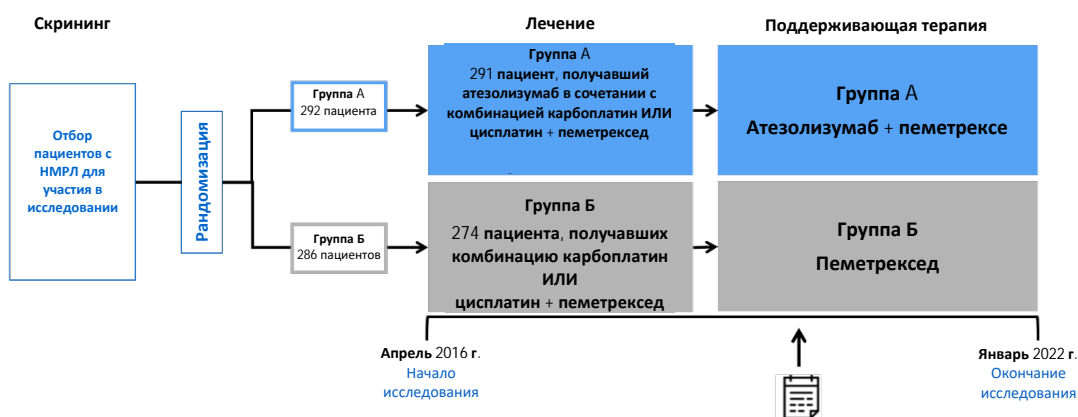 Скрининг
Лечение
Поддерживающая терапия
Отбор
пациентов с
НМРЛ для
участия в
исследовании
Рандомизация
Группа А
292 пациента
Группа Б
286 пациентов
Группа А
291 пациент, получавший
атезолизумаб в сочетании с
комбинацией карбоплатин ИЛИ
цисплатин + пеметрексед
Группа Б
274 пациента, получавших
комбинацию карбоплатин
ИЛИ
цисплатин + пеметрексед
Группа А
Атезолизумаб + пеметрексе
Группа Б
Пеметрексед
Апрель 2016 г.
Начало
исследования
Январь 2022 г.
Окончание
исследования